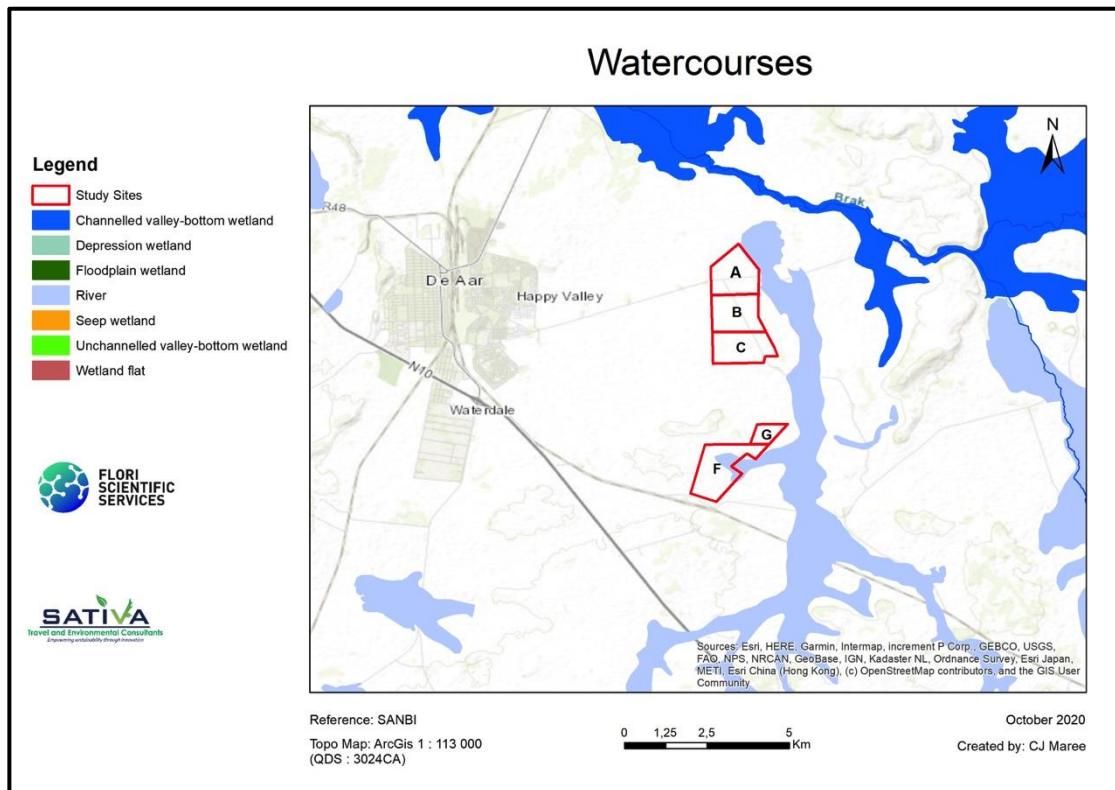 Watercourses
Legend
Study Sites
Channelled valley-bottom wetland
Depression wetland
Floodplain wetland
River
Seep wetland
Unchannelled valley-bottom wetland
Wetland flat
FLORI
SCIENTIFIC
SERVICES
SATIVA
Travel and Environmental Consultants
Empowering sustainability through innovation
N
R48
Brak
De Aar
Happy Valley
A
B
C
N10
Waterdale
G
F
Sources: Esri, HERE, Garmin, Intermap, increment P Corp., GEBCO, USGS,
FAO, NPS, NRCAN, GeoBase, IGN, Kadaster NL, Ordnance Survey, Esri Japan,
METI, Esri China (Hong Kong), (c) OpenStreetMap contributors, and the GIS User
Community
Reference: SANBI
Topo Map: ArcGis 1 : 113 000
(QDS : 3024CA)
0 1,25 2,5 5
Km
October 2020
Created by: CJ Maree